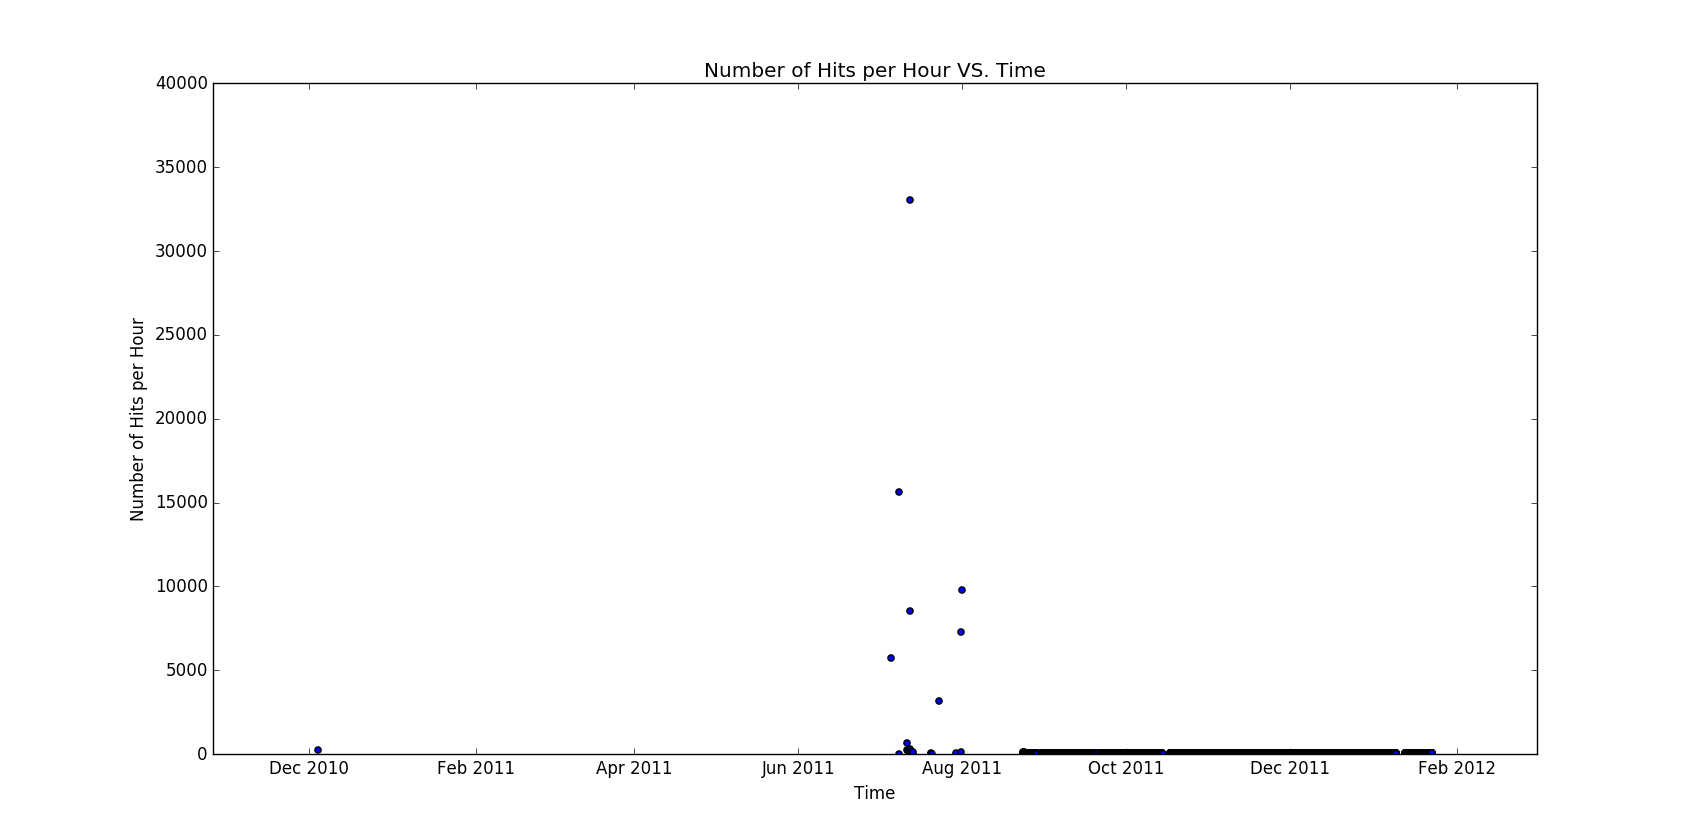 Number of Hits per Hour VS. Time
40000
35000
30000
25000
20000
15000
10000
5000
0
Number of Hits per Hour
Dec 2010 Feb 2011 Apr 2011 Jun 2011 Aug 2011 Oct 2011 Dec 2011 Feb 2012
Time